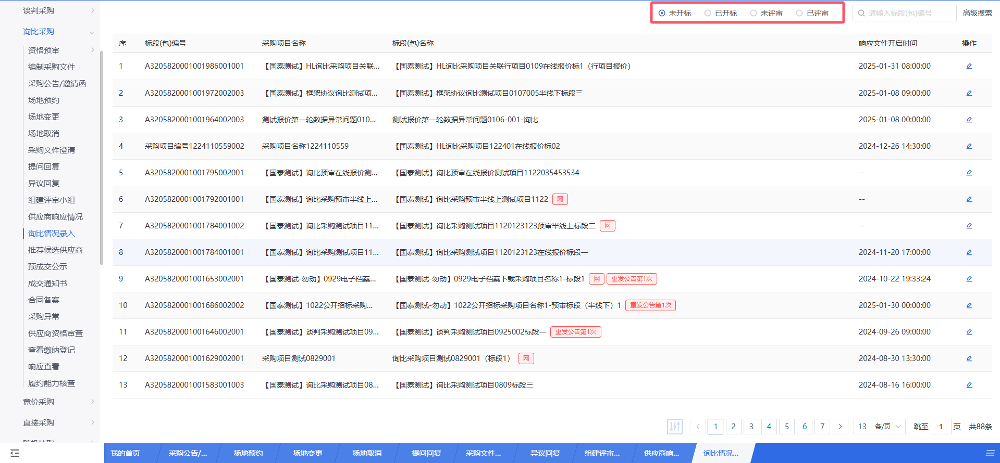 谈判采购
询比采购
资格预审
编制采购文件
采购公告/邀请函
场地预约
场地变更
场地取消
采购文件澄清
提问回复
异议回复
组建评审小组
供应商响应情况
询比情况录入
推荐候选供应商
预成交公示
成交通知书
合同备案
采购异常
供应商资格审查
查看缴纳登记
响应查看
履约能力核查
竞价采购
直接采购
未开标 已开标 未评审 已评审 请输入标段(包)编号 高级搜索
序 标段(包)编号 采购项目名称 标段(包)名称 响应文件开启时间 操作
1 A3205820001001986001001 【国泰测试】HL询比采购项目关联... 【国泰测试】HL询比采购项目关联行项目0109在线报价标1（行项目报价） 2025-01-31 08:00:00
2 A3205820001001972002003 【国泰测试】框架协议询比测试项... 【国泰测试】框架协议询比测试项目0107005半线下标段三 2025-01-08 09:00:00
3 A3205820001001964002003 测试报价第一轮数据异常问题010... 测试报价第一轮数据异常问题0106-001-询比 2025-01-08 00:00:00
4 采购项目编号1224110559002 采购项目名称1224110559 【国泰测试】HL询比采购项目122401在线报价标02 2024-12-26 14:30:00
5 A3205820001001795002001 【国泰测试】询比预审在线报价测... 【国泰测试】询比预审在线报价测试项目1122035453534 --
6 A3205820001001792001001 【国泰测试】询比采购预审半线上... 【国泰测试】询比采购预审半线上测试项目1122 网 --
7 A3205820001001784001002 【国泰测试】询比采购测试项目11... 【国泰测试】询比采购测试项目1120123123预审半线上标段二 网 --
8 A3205820001001784001001 【国泰测试】询比采购测试项目11... 【国泰测试】询比采购测试项目1120123123在线报价标段一 2024-11-20 17:00:00
9 A3205820001001653002001 【国泰测试-勿动】0929电子档案... 【国泰测试-勿动】0929电子档案下载采购项目名称1-标段1 网 重发公告第1次 2024-10-22 19:33:24
10 A3205820001001686002002 【国泰测试】1022公开招标采购... 【国泰测试-勿动】1022公开招标采购项目名称1-预审标段（半线下）1 重发公告第1次 2025-01-30 00:00:00
11 A3205820001001646002001 【国泰测试】谈判采购测试项目09... 【国泰测试】谈判采购测试项目0925002标段一 重发公告第1次 2024-09-26 09:00:00
12 A3205820001001629002001 采购项目测试0829001 询比采购项目测试0829001（标段1） 网 2024-08-30 13:30:00
13 A3205820001001583001003 【国泰测试】询比采购测试项目08... 【国泰测试】询比采购测试项目0809标段三 2024-08-16 16:00:00
1 2 3 4 5 6 7 13 条/页 跳至 1 页 共88条
我的首页 采购公告/... 场地预约 场地变更 场地取消 提问回复 采购文件... 异议回复 组建评审... 供应商响... 询比情况...